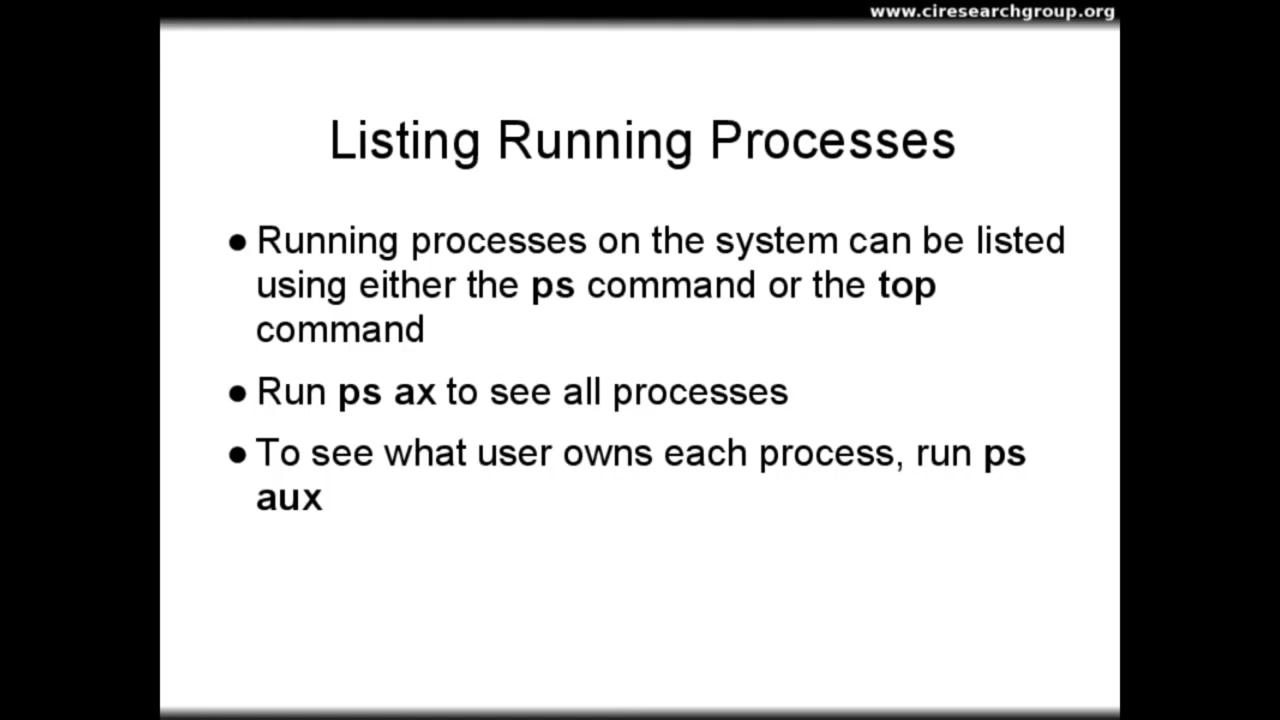 www.ciresearchgroup.org
Listing Running Processes
● Running processes on the system can be listed
using either the ps command or the top
command
● Run ps ax to see all processes
● To see what user owns each process, run ps
aux